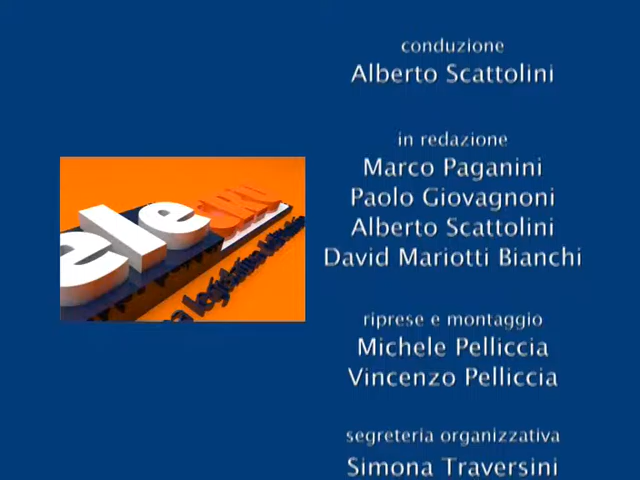 conduzione
Alberto Scattolini
in redazione
Marco Paganini
Paolo Giovagnoni
Alberto Scattolini
David Mariotti Bianchi
riprese e montaggio
Michele Pelliccia
Vincenzo Pelliccia
segreteria organizzativa
Simona Traversini
ele